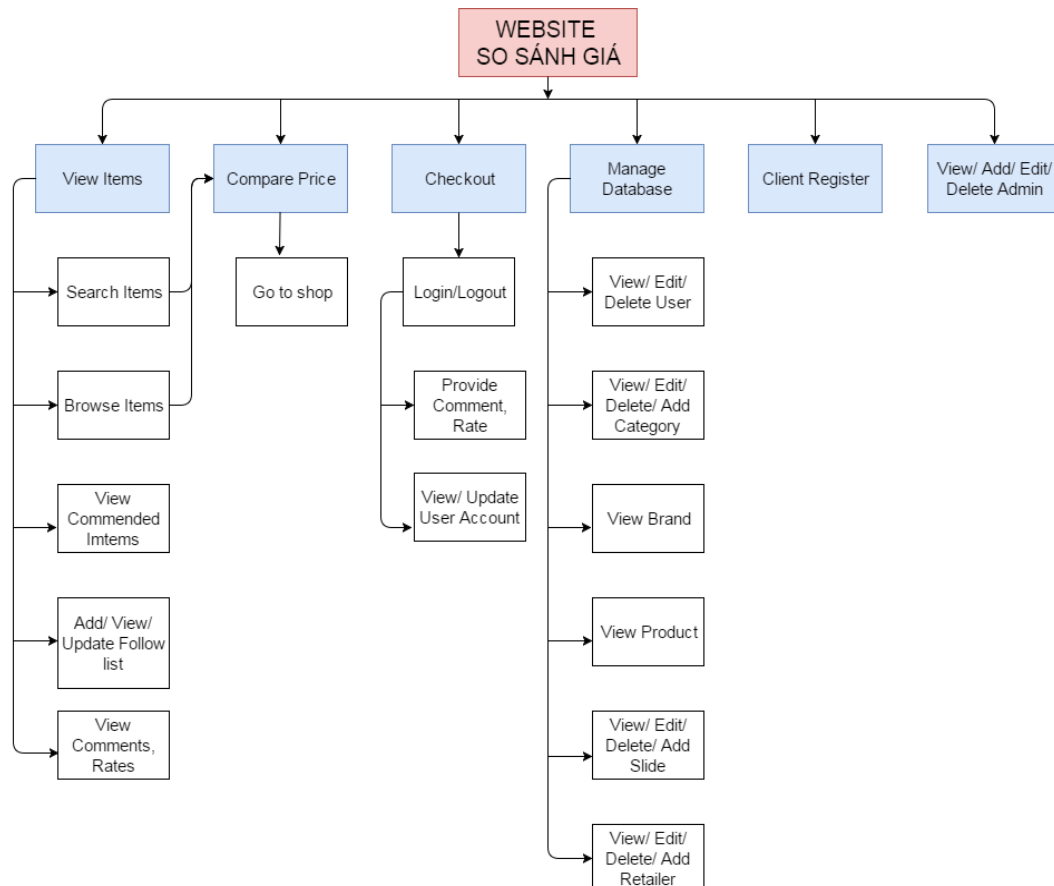 WEBSITE
SO SÁNH GIÁ
View Items
Compare Price
Checkout
Manage
Database
Client Register
View/ Add/ Edit/
Delete Admin
Search Items
Go to shop
Login/Logout
View/ Edit/
Delete User
Browse Items
Provide
Comment,
Rate
View/ Edit/
Delete/ Add
Category
View
Commended
Imtems
View/ Update
User Account
View Brand
Add/ View/
Update Follow
list
View Product
View
Comments,
Rates
View/ Edit/
Delete/ Add
Slide
View/ Edit/
Delete/ Add
Retailer